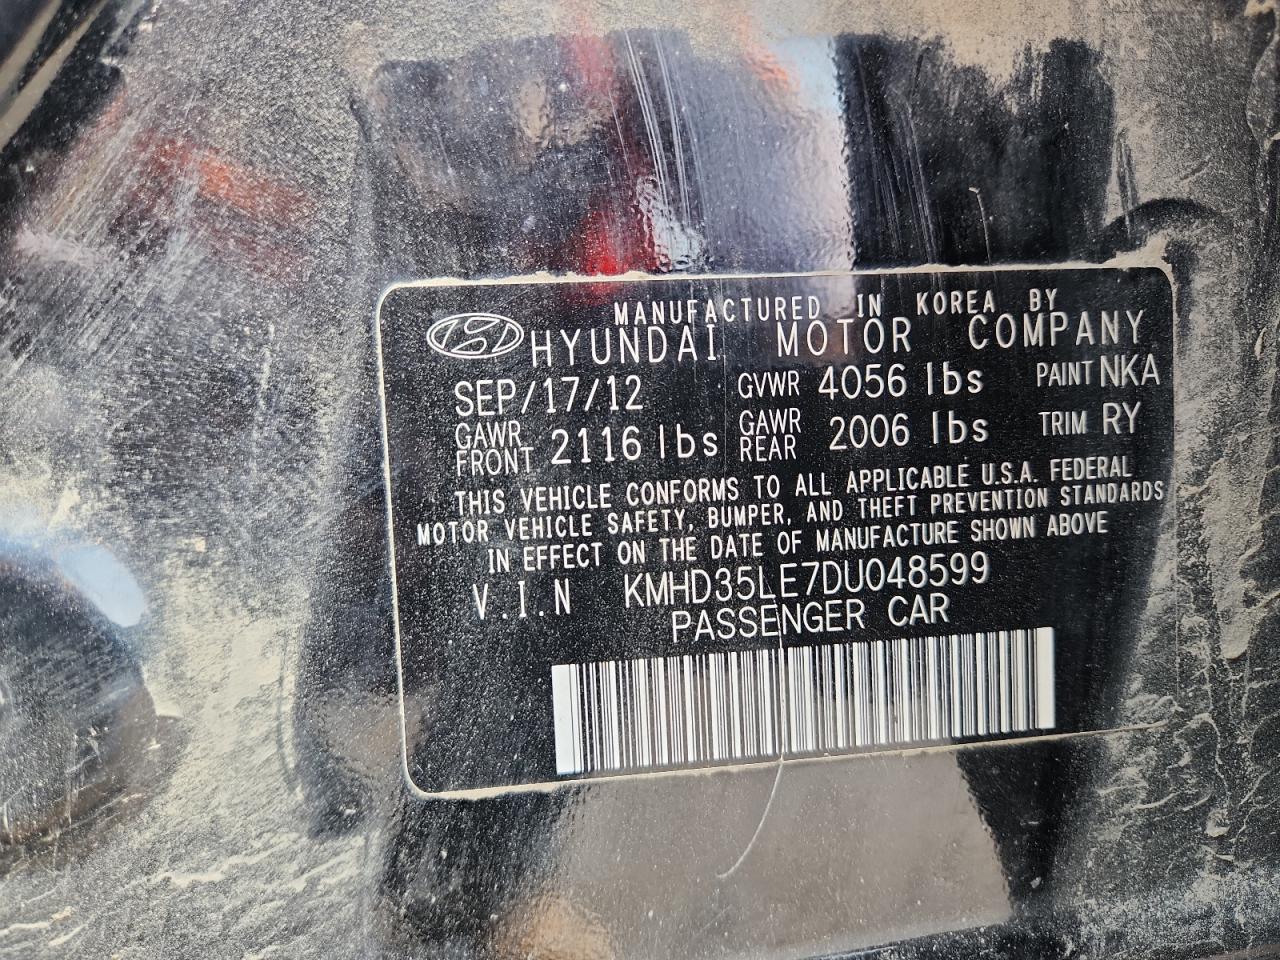 MANUFACTURED IN KOREA BY
HYUNDAI MOTOR COMPANY
SEP/17/12 GVWR 4056 lbs PAINT NKA
GAWR FRONT 2116 lbs GAWR REAR 2006 lbs TRIM RY
THIS VEHICLE CONFORMS TO ALL APPLICABLE U.S.A. FEDERAL
MOTOR VEHICLE SAFETY, BUMPER, AND THEFT PREVENTION STANDARDS
IN EFFECT ON THE DATE OF MANUFACTURE SHOWN ABOVE
V.I.N KMHD35LE7DU048599
PASSENGER CAR